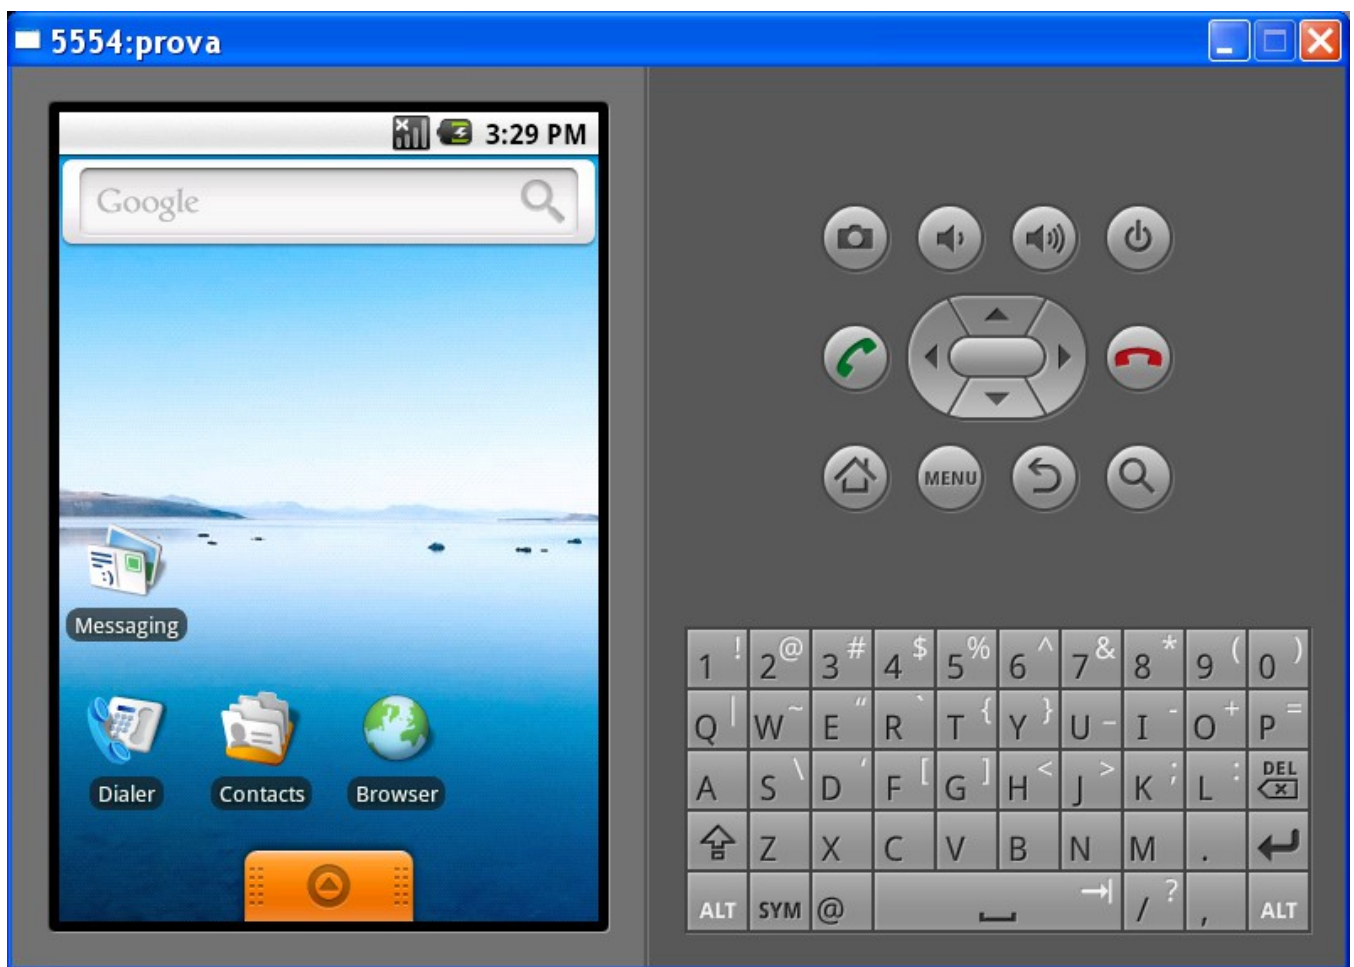 5554:prova
3:29 PM
Google
Messaging
Dialer Contacts Browser
MENU
1 ! 2 @ 3 # 4 $ 5 % 6 ^ 7 & 8 * 9 ( 0 )
Q | W ~ E “ R ` T { Y } U _ I - O + P =
A S \ D ‘ F [ G ] H < J > K ; L : DEL
Z X C V B N M .
ALT SYM @ / ? , ALT